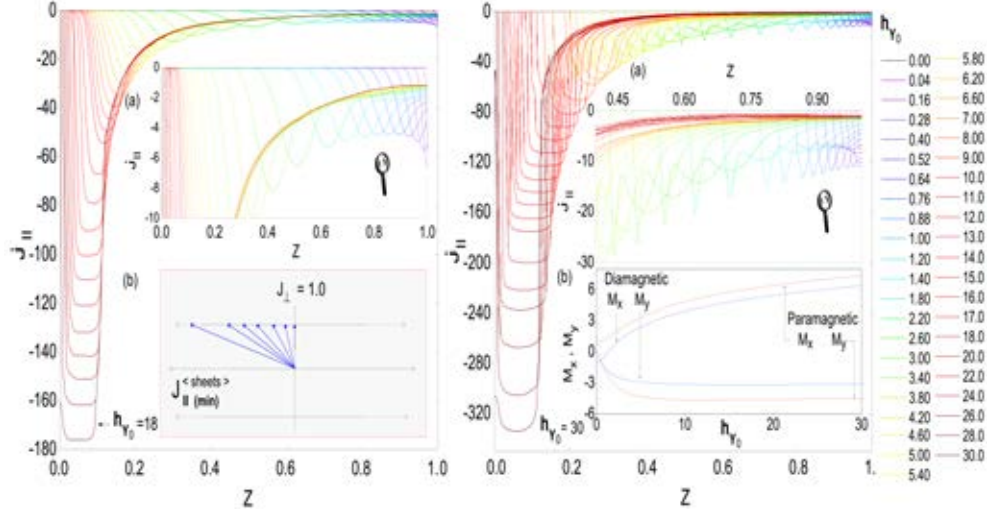 0
-20
-40
-60
-80
-100
-120
-140
-160
-180
j||
0.0 0.2 0.4 0.6 0.8 1.0
Z
(a)
0
-2
-4
-6
-8
-10
j||
0.0 0.2 0.4 0.6 0.8 1.0
Z
(b)
J⊥ = 1.0
J|| (min) < sheets >
hY0 = 18
0
-40
-80
-120
-160
-200
-240
-280
-320
j||
0.0 0.2 0.4 0.6 0.8 1.
Z
(a)
Z
0.45 0.60 0.75 0.90
0
-10
-20
-30
j||
(b)
Diamagnetic
Mx My
Paramagnetic
Mx My
6
3
0
-3
-6
Mx , My
0 10 20 30
hY0
hY0 = 30
hY0
0.00 5.80
0.04 6.20
0.16 6.60
0.28 7.00
0.40 8.00
0.52 9.00
0.64 10.0
0.76 11.0
0.88 12.0
1.00 13.0
1.20 14.0
1.40 15.0
1.80 16.0
2.20 17.0
2.60 18.0
3.00 20.0
3.40 22.0
3.80 24.0
4.20 26.0
4.60 28.0
5.00 30.0
5.40